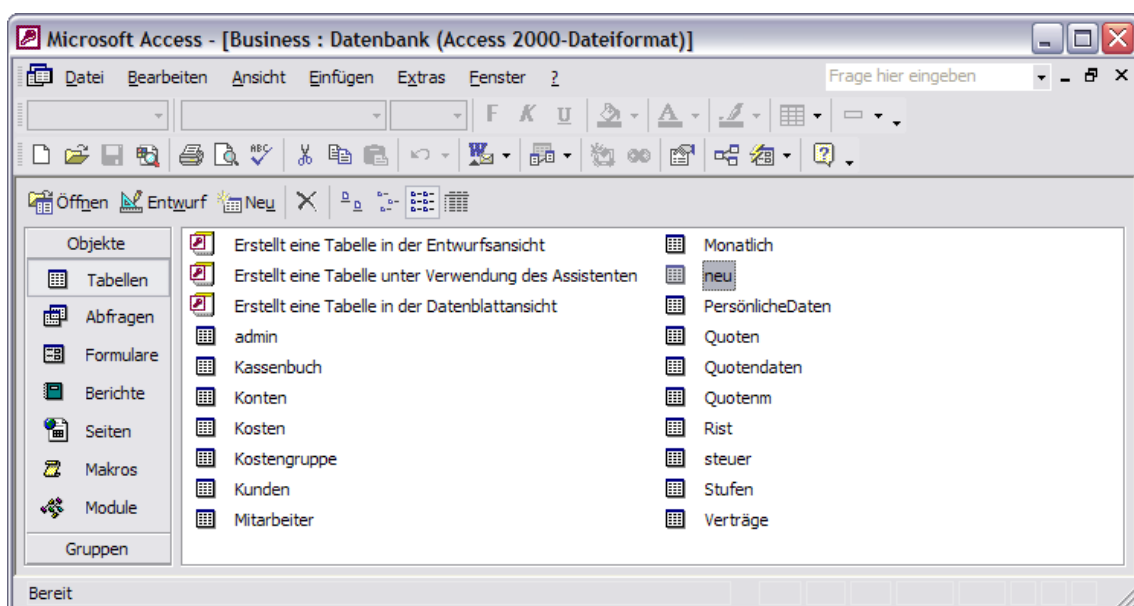 Microsoft Access - [Business : Datenbank (Access 2000-Dateiformat)]
Datei Bearbeiten Ansicht Einfügen Extras Fenster ? Frage hier eingeben
F K U A
ABC W ?
Öffnen Entwurf Neu
Objekte
Tabellen
Abfragen
Formulare
Berichte
Seiten
Makros
Module
Gruppen
Erstellt eine Tabelle in der Entwurfsansicht
Erstellt eine Tabelle unter Verwendung des Assistenten
Erstellt eine Tabelle in der Datenblattansicht
admin
Kassenbuch
Konten
Kosten
Kostengruppe
Kunden
Mitarbeiter
Monatlich
neu
PersönlicheDaten
Quoten
Quotendaten
Quotenm
Rist
steuer
Stufen
Verträge
Bereit